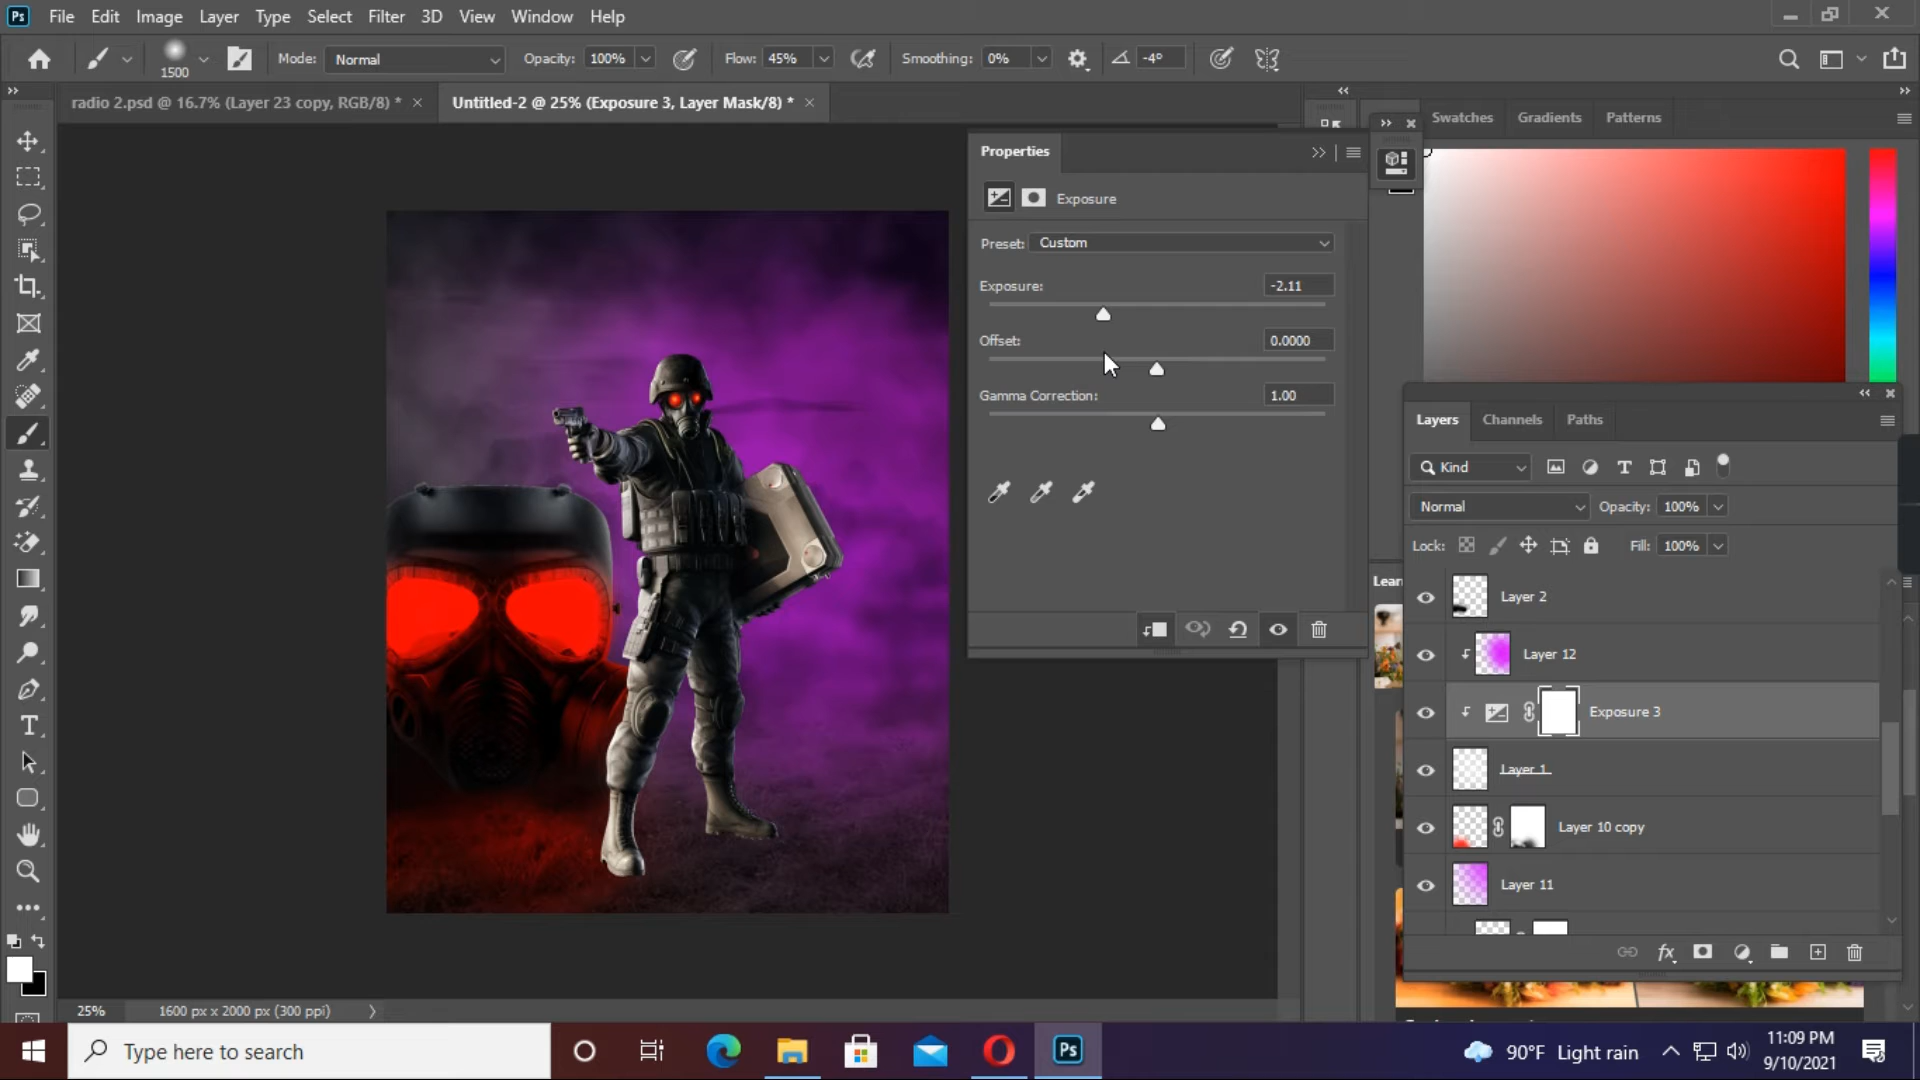 Ps File Edit Image Layer Type Select Filter 3D View Window Help
1500 Mode: Normal Opacity: 100% Flow: 45% Smoothing: 0% -4°
radio 2.psd @ 16.7% (Layer 23 copy, RGB/8) * × Untitled-2 @ 25% (Exposure 3, Layer Mask/8) * ×
Swatches Gradients Patterns
Properties
Exposure
Preset: Custom
Exposure: -2.11
Offset: 0.0000
Gamma Correction: 1.00
Layers Channels Paths
Kind
Normal Opacity: 100%
Lock: Fill: 100%
Lear
Layer 2
Layer 12
Exposure 3
Layer 1
Layer 10 copy
Layer 11
fx
25% 1600 px x 2000 px (300 ppi)
Type here to search
Ps
90°F Light rain
11:09 PM
9/10/2021